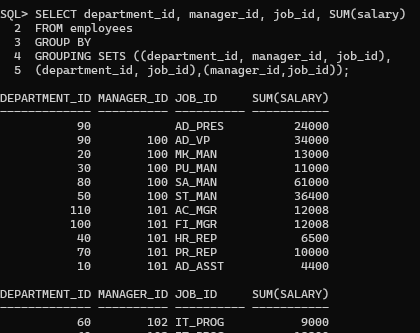 SQL> SELECT department_id, manager_id, job_id, SUM(salary)
  2  FROM employees
  3  GROUP BY
  4  GROUPING SETS ((department_id, manager_id, job_id),
  5  (department_id, job_id),(manager_id,job_id));
DEPARTMENT_ID MANAGER_ID JOB_ID     SUM(SALARY)
------------- ---------- ---------- -----------
           90            AD_PRES          24000
           90        100 AD_VP            34000
           20        100 MK_MAN           13000
           30        100 PU_MAN           11000
           80        100 SA_MAN           61000
           50        100 ST_MAN           36400
          110        101 AC_MGR           12008
          100        101 FI_MGR           12008
           40        101 HR_REP            6500
           70        101 PR_REP           10000
           10        101 AD_ASST           4400
DEPARTMENT_ID MANAGER_ID JOB_ID     SUM(SALARY)
------------- ---------- ---------- -----------
           60        102 IT_PROG           9000